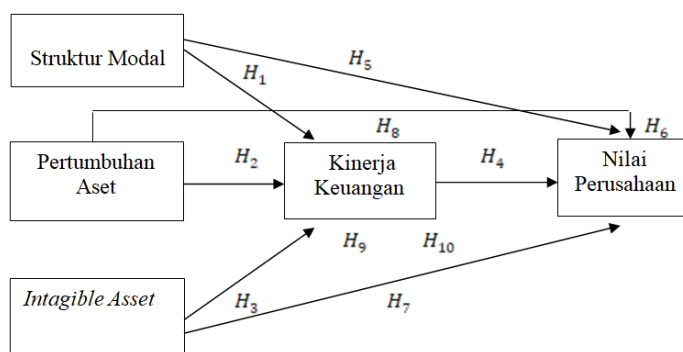 Struktur Modal
H₅
H₁
H₈
H₆
Pertumbuhan
Aset
H₂
Kinerja
Keuangan
H₄
Nilai
Perusahaan
H₉
H₁₀
Intagible Asset
H₃
H₇